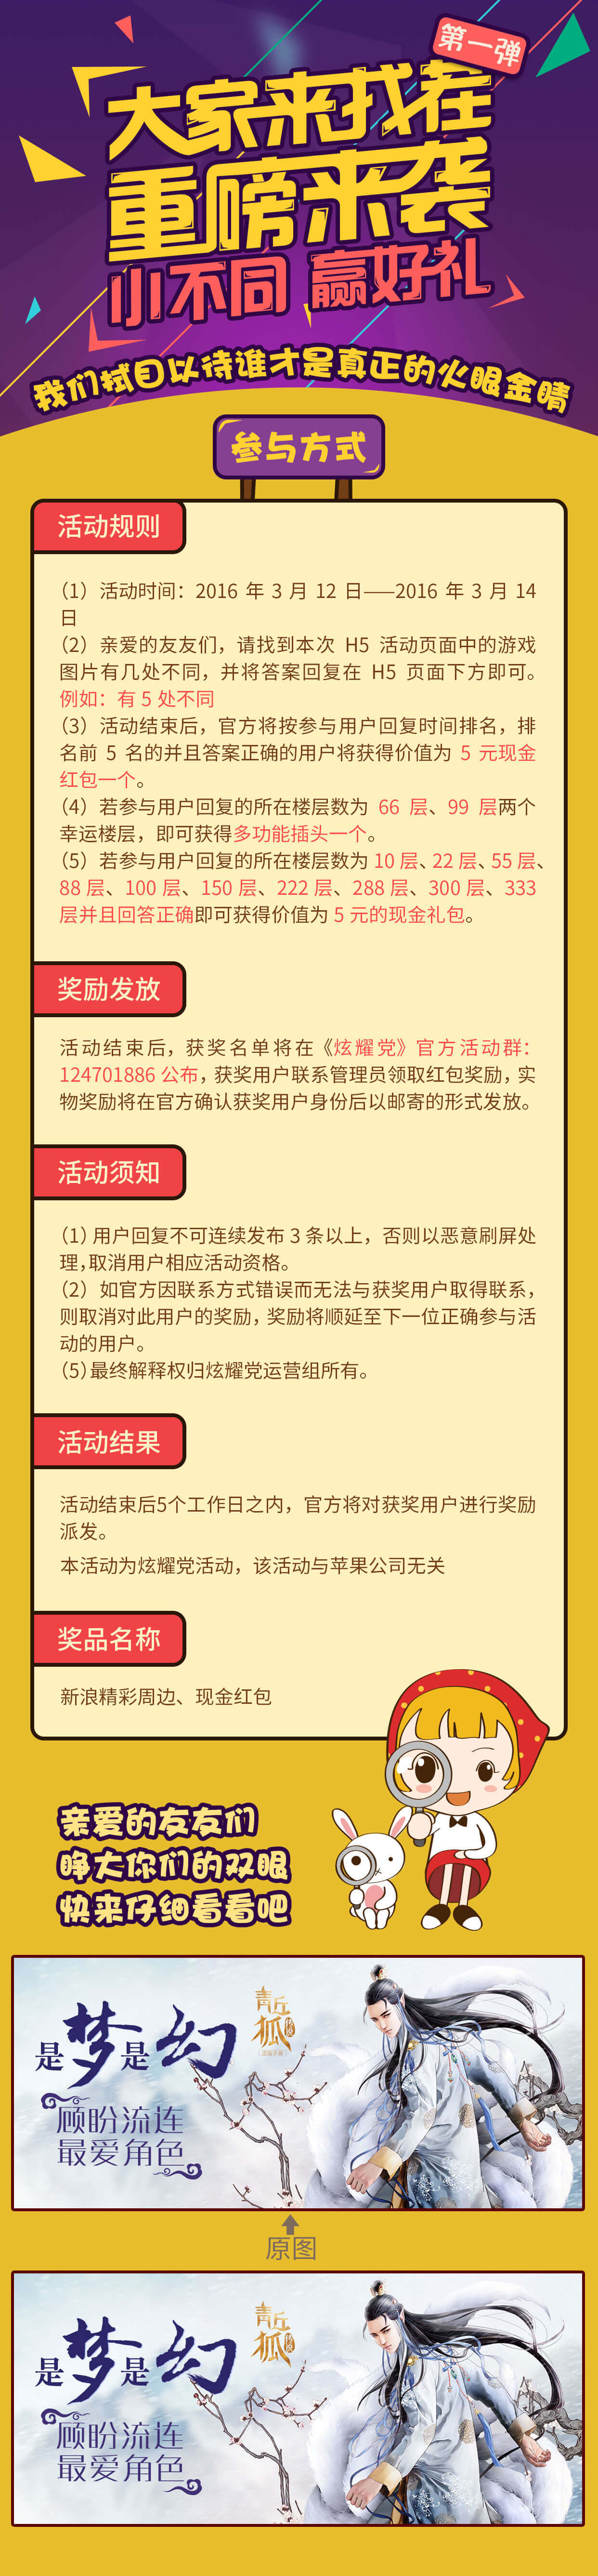 第一弹
大家来找茬
重磅来袭
小不同 赢好礼
我们拭目以待谁才是真正的火眼金睛
参与方式
活动规则
（1）活动时间：2016 年 3 月 12 日——2016 年 3 月 14
日
（2）亲爱的友友们，请找到本次 H5 活动页面中的游戏
图片有几处不同，并将答案回复在 H5 页面下方即可。
例如：有 5 处不同
（3）活动结束后，官方将按参与用户回复时间排名，排
名前 5 名的并且答案正确的用户将获得价值为 5 元现金
红包一个。
（4）若参与用户回复的所在楼层数为 66 层、99 层两个
幸运楼层，即可获得多功能插头一个。
（5）若参与用户回复的所在楼层数为 10 层、22 层、55 层、
88 层、100 层、150 层、222 层、288 层、300 层、333
层并且回答正确即可获得价值为 5 元的现金礼包。
奖励发放
活动结束后，获奖名单将在《炫耀党》官方活动群：
124701886 公布，获奖用户联系管理员领取红包奖励，实
物奖励将在官方确认获奖用户身份后以邮寄的形式发放。
活动须知
（1）用户回复不可连续发布 3 条以上，否则以恶意刷屏处
理，取消用户相应活动资格。
（2）如官方因联系方式错误而无法与获奖用户取得联系，
则取消对此用户的奖励，奖励将顺延至下一位正确参与活
动的用户。
（5）最终解释权归炫耀党运营组所有。
活动结果
活动结束后5个工作日之内，官方将对获奖用户进行奖励
派发。
本活动为炫耀党活动，该活动与苹果公司无关
奖品名称
新浪精彩周边、现金红包
亲爱的友友们
睁大你们的双眼
快来仔细看看吧
是梦是幻
青丘狐
顾盼流连
最爱角色
原图
是梦是幻
青丘狐
顾盼流连
最爱角色